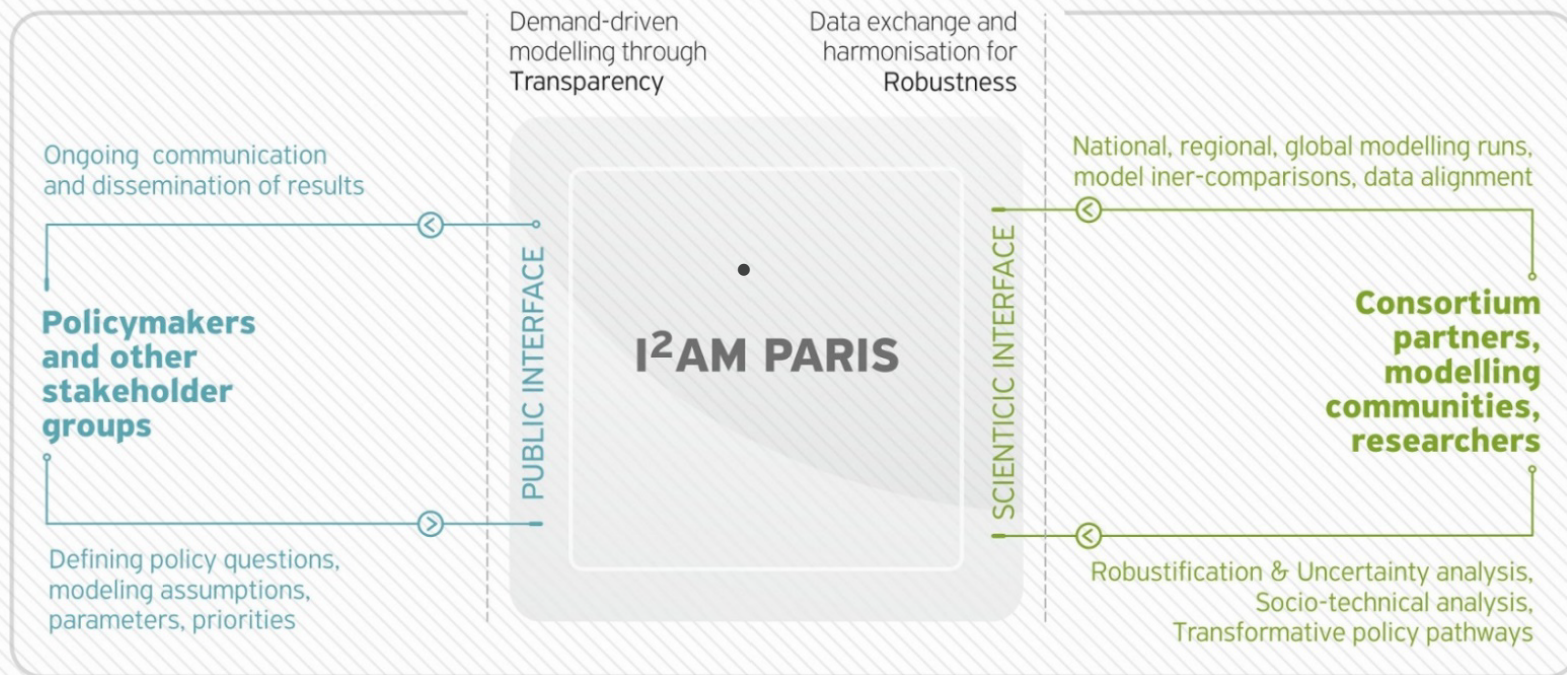 Demand-driven
modelling through
Transparency
Data exchange and
harmonisation for
Robustness
Ongoing communication
and dissemination of results
Policymakers
and other
stakeholder
groups
Defining policy questions,
modeling assumptions,
parameters, priorities
PUBLIC INTERFACE
I²AM PARIS
SCIENTICIC INTERFACE
National, regional, global modelling runs,
model iner-comparisons, data alignment
Consortium
partners,
modelling
communities,
researchers
Robustification & Uncertainty analysis,
Socio-technical analysis,
Transformative policy pathways